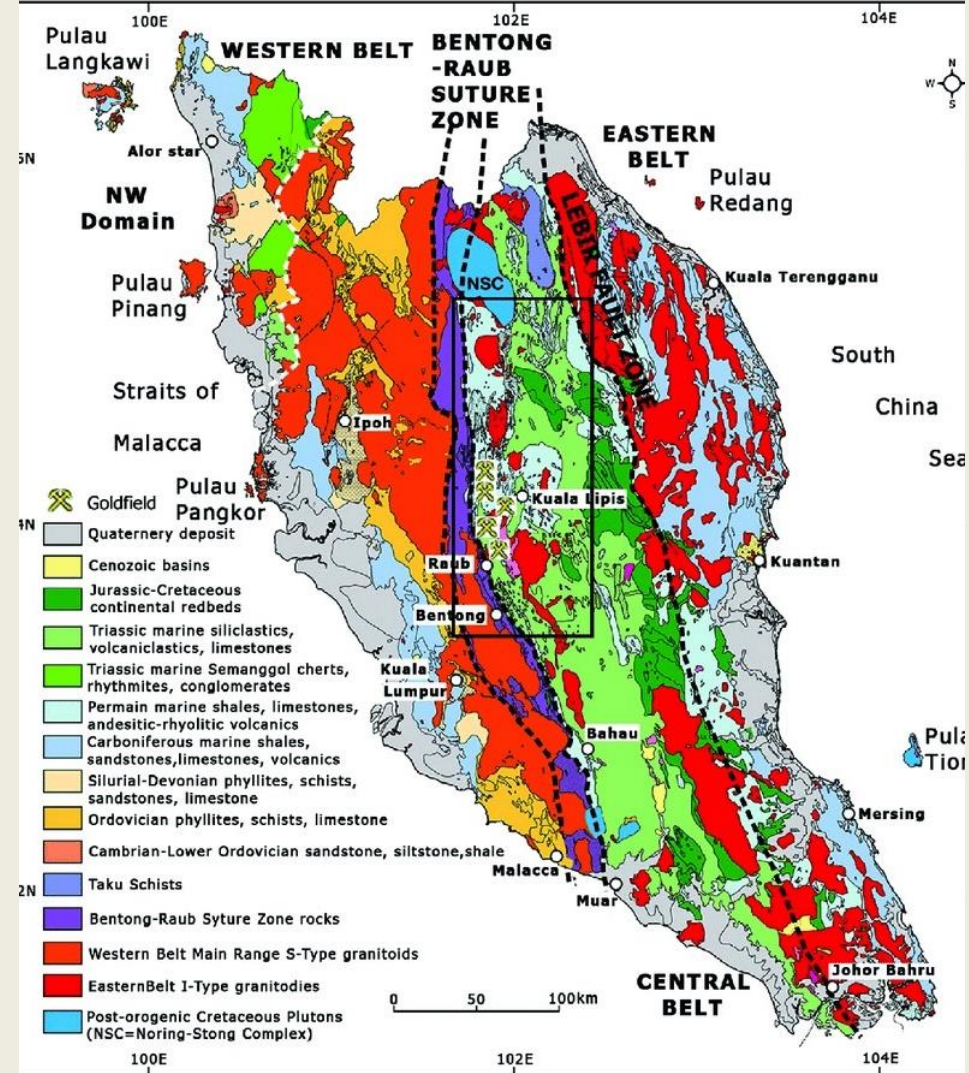 100E
102E
104E
Pulau
Langkawi
WESTERN BELT
BENTONG
-RAUB
SUTURE
ZONE
N
W
S
EASTERN
BELT
5N
Alor star
Pulau
Redang
NW
Domain
LEBIR FAULT ZONE
NSC
Kuala Terengganu
Pulau
Pinang
South
China
Sea
Straits of
Malacca
Ipoh
Pulau
Pangkor
Kuala Lipis
4N
Kuantan
Raub
Bentong
Kuala
Lumpur
Bahau
Pula
Tior
Mersing
Malacca
2N
Muar
Johor Bahru
CENTRAL
BELT
Goldfield
Quaternery deposit
Cenozoic basins
Jurassic-Cretaceous
continental redbeds
Triassic marine siliclastics,
volcaniclastics, limestones
Triassic marine Semanggol cherts,
rhythmites, conglomerates
Permain marine shales, limestones,
andesitic-rhyolitic volcanics
Carboniferous marine shales,
sandstones,limestones, volcanics
Silurial-Devonian phyllites, schists,
sandstones, limestone
Ordovician phyllites, schists, limestone
Cambrian-Lower Ordovician sandstone, siltstone,shale
Taku Schists
Bentong-Raub Syture Zone rocks
Western Belt Main Range S-Type granitoids
EasternBelt I-Type granitodies
Post-orogenic Cretaceous Plutons
(NSC=Noring-Stong Complex)
0 50 100km
100E
102E
104E